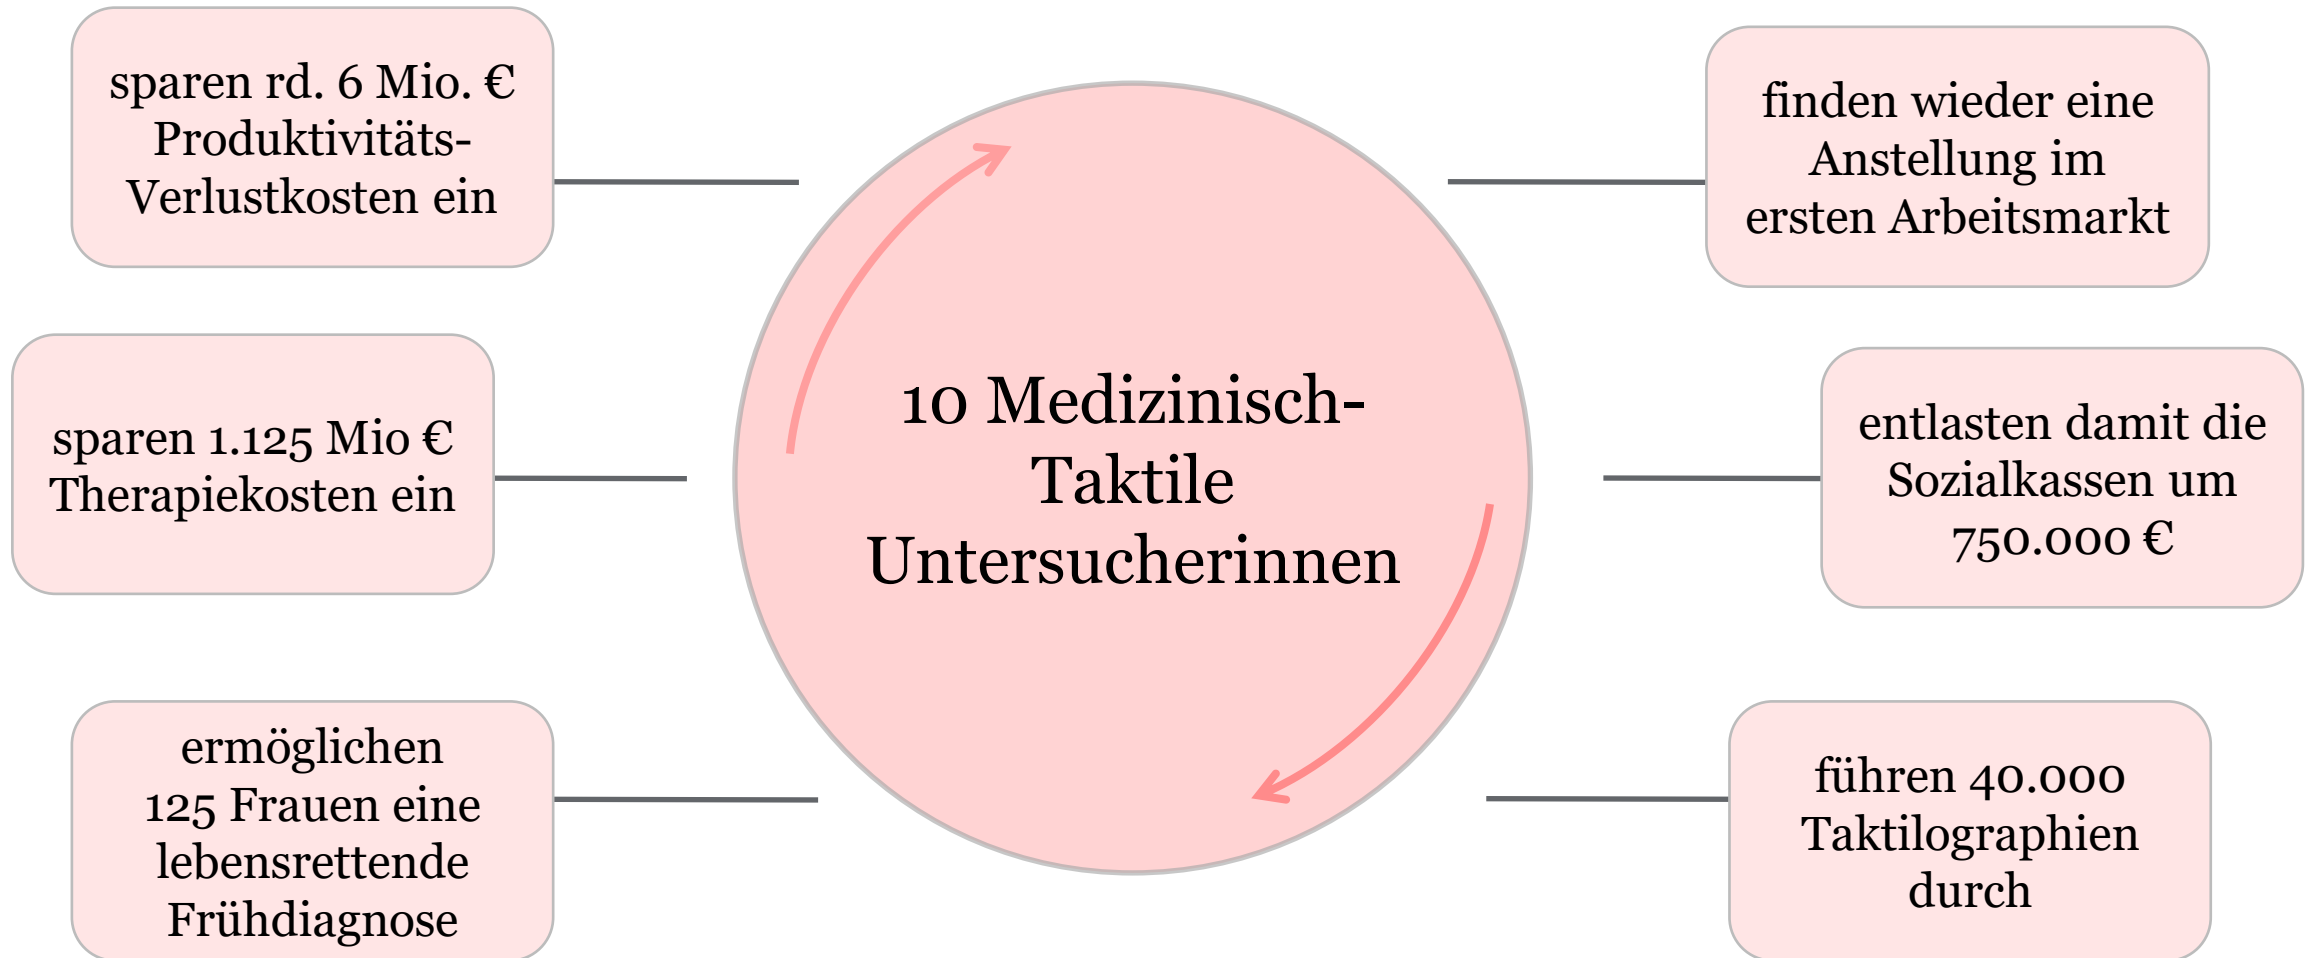 sparen rd. 6 Mio. €
Produktivitäts-
Verlustkosten ein
finden wieder eine
Anstellung im
ersten Arbeitsmarkt
10 Medizinisch-
Taktile
Untersucherinnen
sparen 1.125 Mio €
Therapiekosten ein
entlasten damit die
Sozialkassen um
750.000 €
ermöglichen
125 Frauen eine
lebensrettende
Frühdiagnose
führen 40.000
Taktilographien
durch